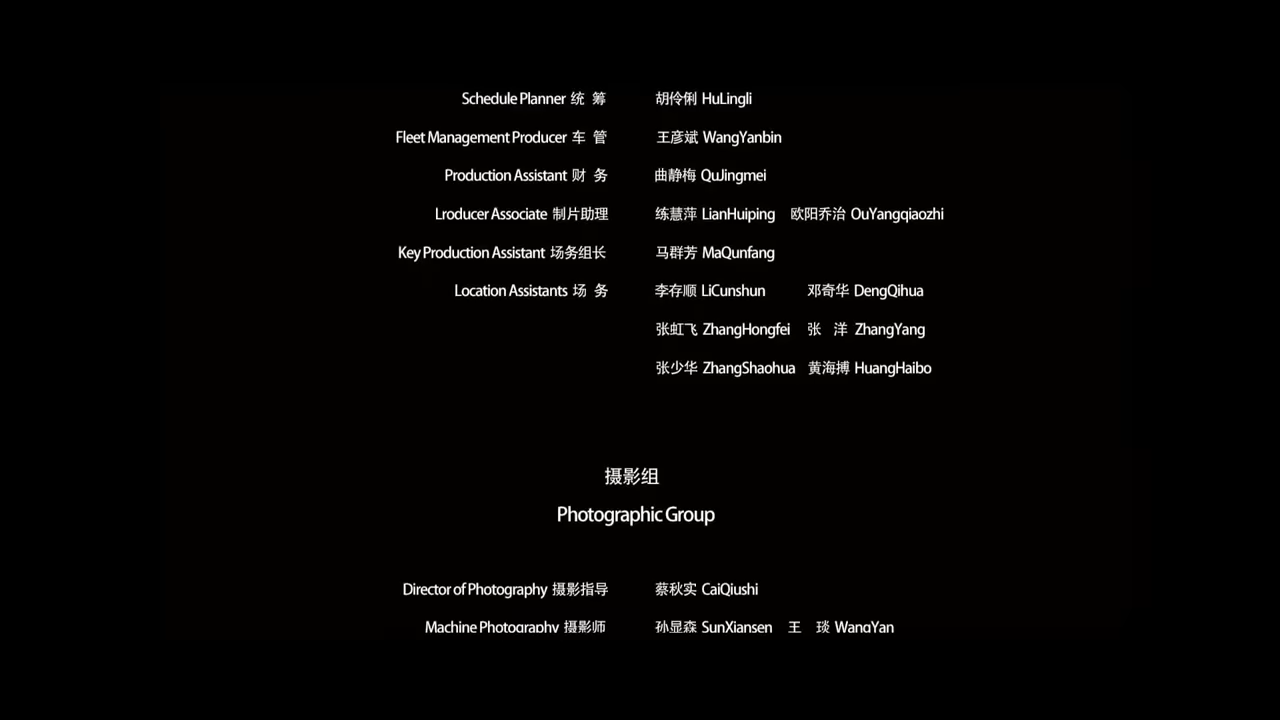 Schedule Planner 统 筹 胡伶俐 HuLingli
Fleet Management Producer 车 管 王彦斌 WangYanbin
Production Assistant 财 务 曲静梅 QuJingmei
Lroducer Associate 制片助理 练慧萍 LianHuiping 欧阳乔治 OuYangqiaozhi
Key Production Assistant 场务组长 马群芳 MaQunfang
Location Assistants 场 务 李存顺 LiCunshun 邓奇华 DengQihua
张虹飞 ZhangHongfei 张 洋 ZhangYang
张少华 ZhangShaohua 黄海搏 HuangHaibo
摄影组
Photographic Group
Director of Photography 摄影指导 蔡秋实 CaiQiushi
Machine Photography 摄影师 孙显森 SunXiansen 王 琰 WangYan